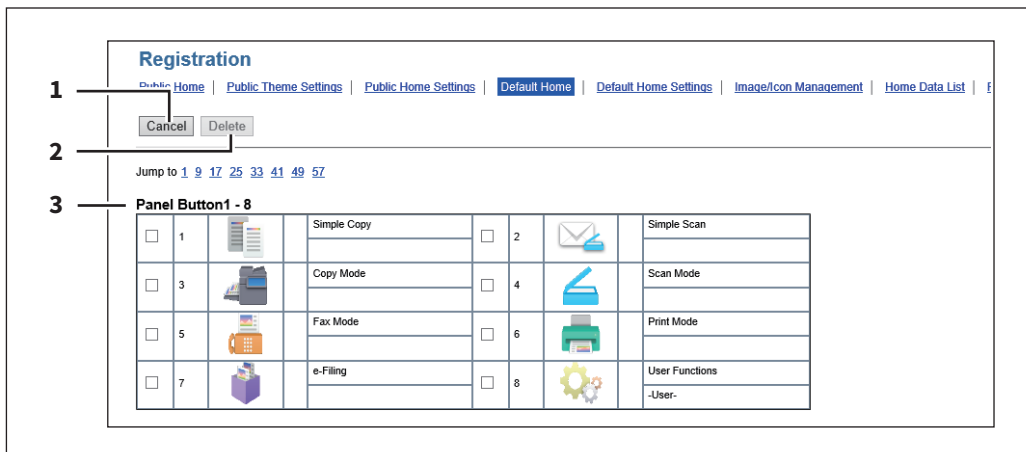 Registration
Public Home | Public Theme Settings | Public Home Settings | Default Home | Default Home Settings | Image/Icon Management | Home Data List |
1
Cancel Delete
2
Jump to 1 9 17 25 33 41 49 57
3
Panel Button1 - 8
1 Simple Copy 2 Simple Scan
3 Copy Mode 4 Scan Mode
5 Fax Mode 6 Print Mode
7 e-Filing 8 User Functions
-User-